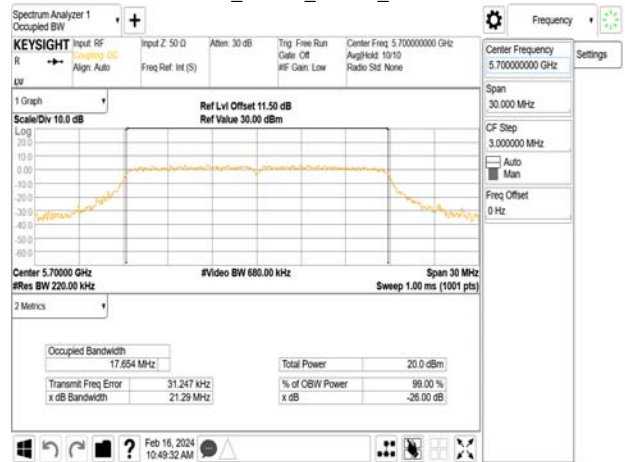 Spectrum Analyzer 1
Occupied BW
Frequency
KEYSIGHT
Input: RF
Coupling: DC
Align: Auto
Input Z: 50 Ω
Freq Ref: Int (S)
Atten: 30 dB
Trig: Free Run
Gate: Off
#IF Gain: Low
Center Freq: 5.700000000 GHz
Avg|Hold: 10/10
Radio Std: None
R
LVI
Center Frequency
5.700000000 GHz
Settings
Span
30.000 MHz
CF Step
3.000000 MHz
Auto
Man
Freq Offset
0 Hz
1 Graph
Scale/Div 10.0 dB
Ref Lvl Offset 11.50 dB
Ref Value 30.00 dBm
Log
20.0
10.0
0.00
-10.0
-20.0
-30.0
-40.0
-50.0
-60.0
Center 5.70000 GHz
#Res BW 220.00 kHz
#Video BW 680.00 kHz
Span 30 MHz
Sweep 1.00 ms (1001 pts)
2 Metrics
Occupied Bandwidth
17.654 MHz
Transmit Freq Error 31.247 kHz
x dB Bandwidth 21.29 MHz
Total Power 20.0 dBm
% of OBW Power 99.00 %
x dB -26.00 dB
?
Feb 16, 2024
10:49:32 AM